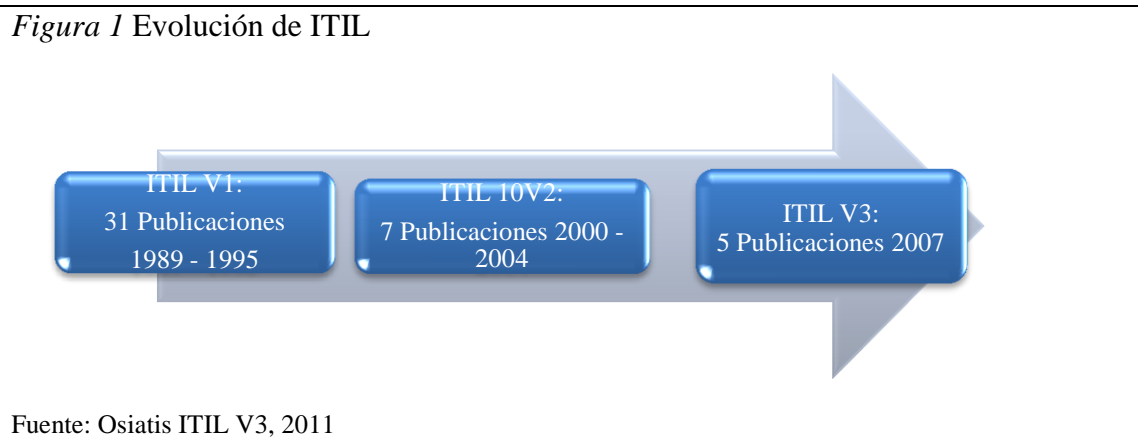 Figura 1 Evolución de ITIL
ITIL V1:
31 Publicaciones
1989 - 1995
ITIL 10V2:
7 Publicaciones 2000 -
2004
ITIL V3:
5 Publicaciones 2007
Fuente: Osiatis ITIL V3, 2011